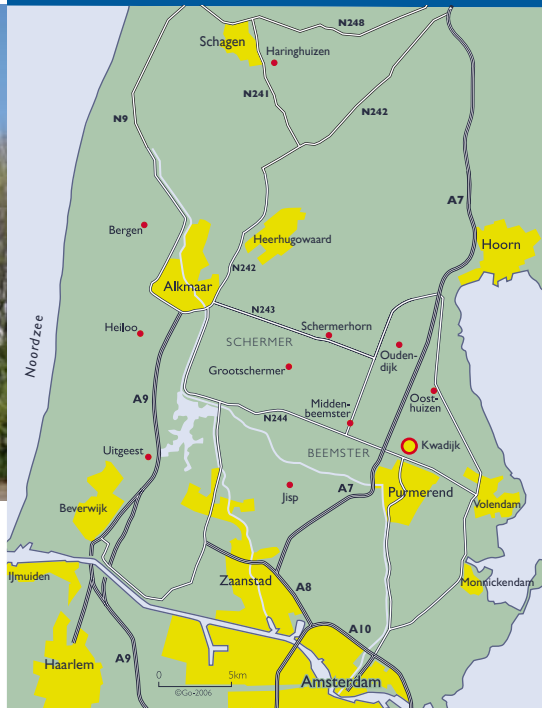 N248
Schagen
Haringhuizen
N241
N242
N9
A7
Bergen
Heerhugowaard
Hoorn
N242
Alkmaar
N243
Noordzee
Heiloo
SCHERMER
Schermerhorn
Ouden-
dijk
Grootschermer
A9
Midden-
beemster
Oost-
huizen
N244
Kwadijk
Uitgeest
BEEMSTER
Jisp
A7
Purmerend
Beverwijk
Volendam
IJmuiden
Zaanstad
A8
Monnickendam
A10
Haarlem
A9
0 5km
©Go-2006
Amsterdam